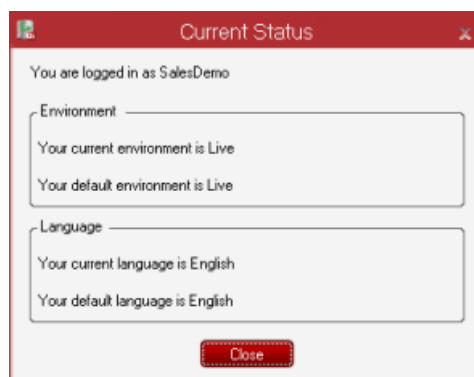 Current Status
You are logged in as SalesDemo
Environment
Your current environment is Live
Your default environment is Live
Language
Your current language is English
Your default language is English
Close